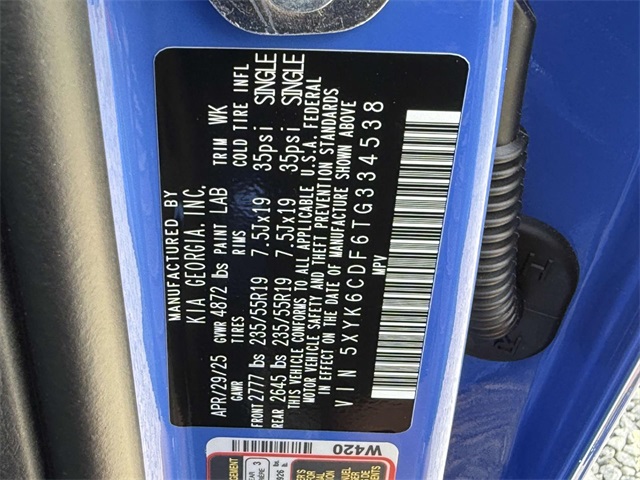 MANUFACTURED BY
KIA GEORGIA, INC.
APR/29/25 GVWR 4872 lbs PAINT LAB TRIM WK
GAWR TIRES RIMS COLD TIRE INFL
FRONT 2777 lbs 235/55R19 7.5Jx19 35psi SINGLE
REAR 2645 lbs 235/55R19 7.5Jx19 35psi SINGLE
THIS VEHICLE CONFORMS TO ALL APPLICABLE U.S.A. FEDERAL
MOTOR VEHICLE SAFETY AND THEFT PREVENTION STANDARDS
IN EFFECT ON THE DATE OF MANUFACTURE SHOWN ABOVE
VIN 5XYK6CDF6TG334538
MPV
W420